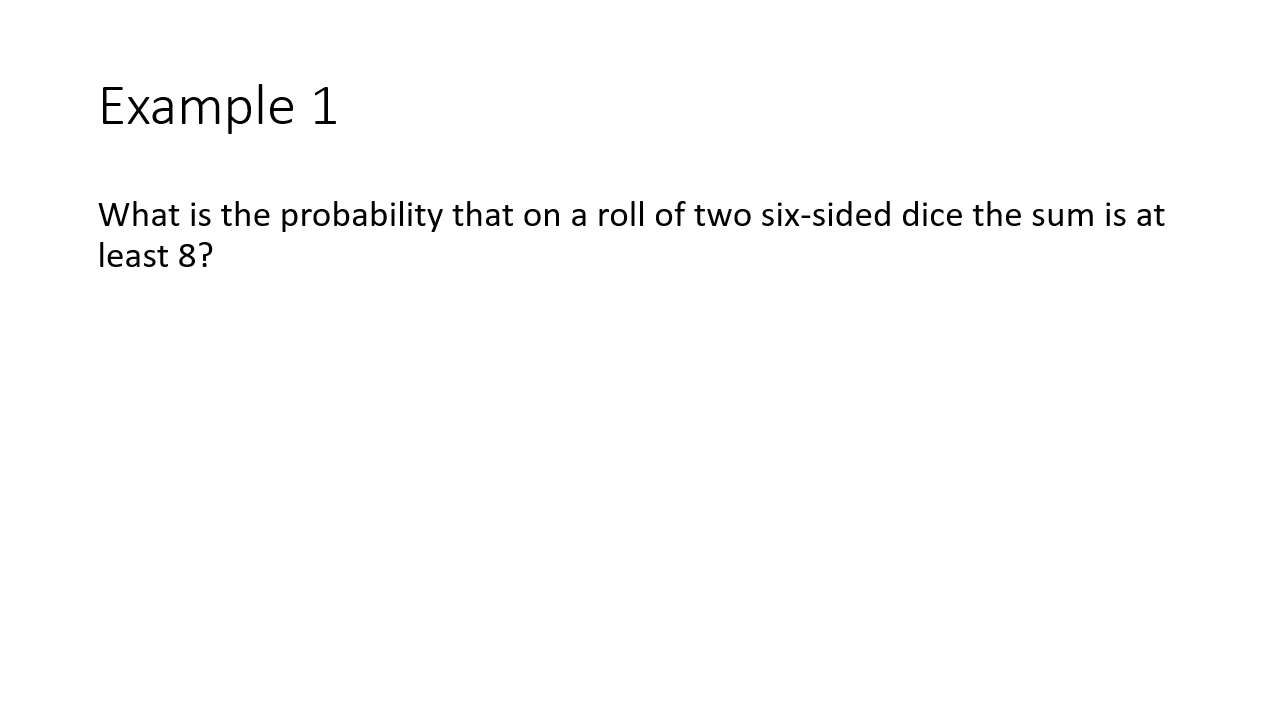 Example 1
What is the probability that on a roll of two six-sided dice the sum is at
least 8?